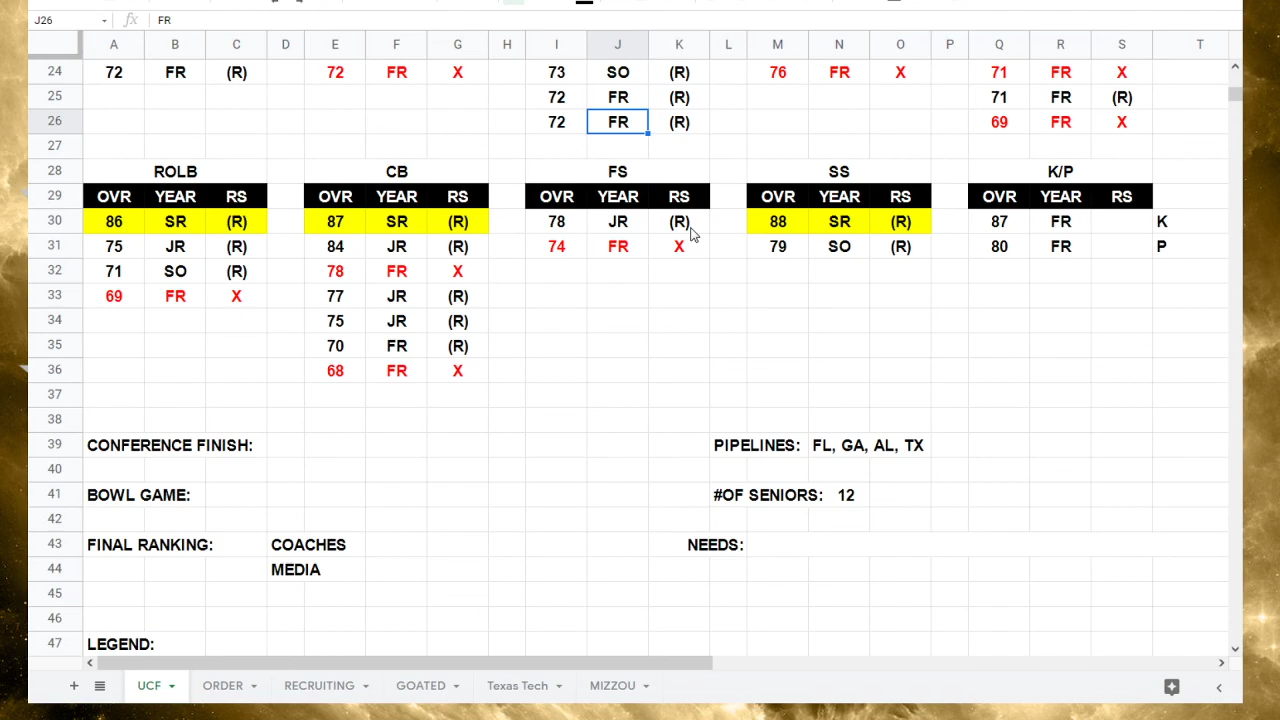 J26 fx FR
A B C D E F G H I J K L M N O P Q R S T
24 72 FR (R) 72 FR X 73 SO (R) 76 FR X 71 FR X
25 72 FR (R) 71 FR (R)
26 72 FR (R) 69 FR X
27
28 ROLB CB FS SS K/P
29 OVR YEAR RS OVR YEAR RS OVR YEAR RS OVR YEAR RS OVR YEAR RS
30 86 SR (R) 87 SR (R) 78 JR (R) 88 SR (R) 87 FR K
31 75 JR (R) 84 JR (R) 74 FR X 79 SO (R) 80 FR P
32 71 SO (R) 78 FR X
33 69 FR X 77 JR (R)
34 75 JR (R)
35 70 FR (R)
36 68 FR X
37
38
39 CONFERENCE FINISH: PIPELINES: FL, GA, AL, TX
40
41 BOWL GAME: #OF SENIORS: 12
42
43 FINAL RANKING: COACHES NEEDS:
44 MEDIA
45
46
47 LEGEND:
UCF ORDER RECRUITING GOATED Texas Tech MIZZOU